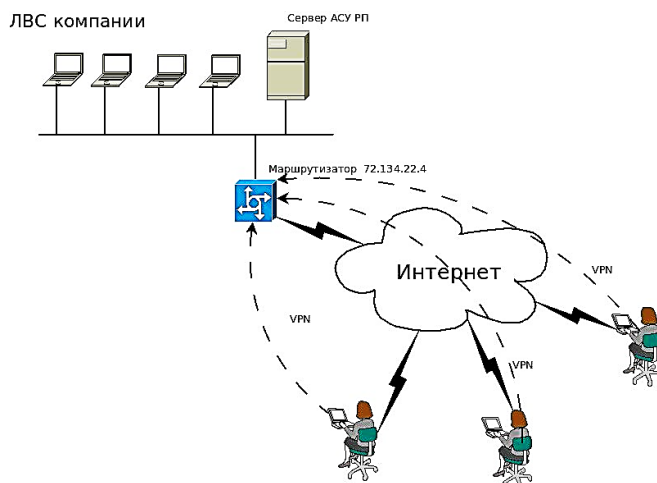 ЛВС компании
Сервер АСУ РП
Маршрутизатор 72.134.22.4
Интернет
VPN
VPN
VPN